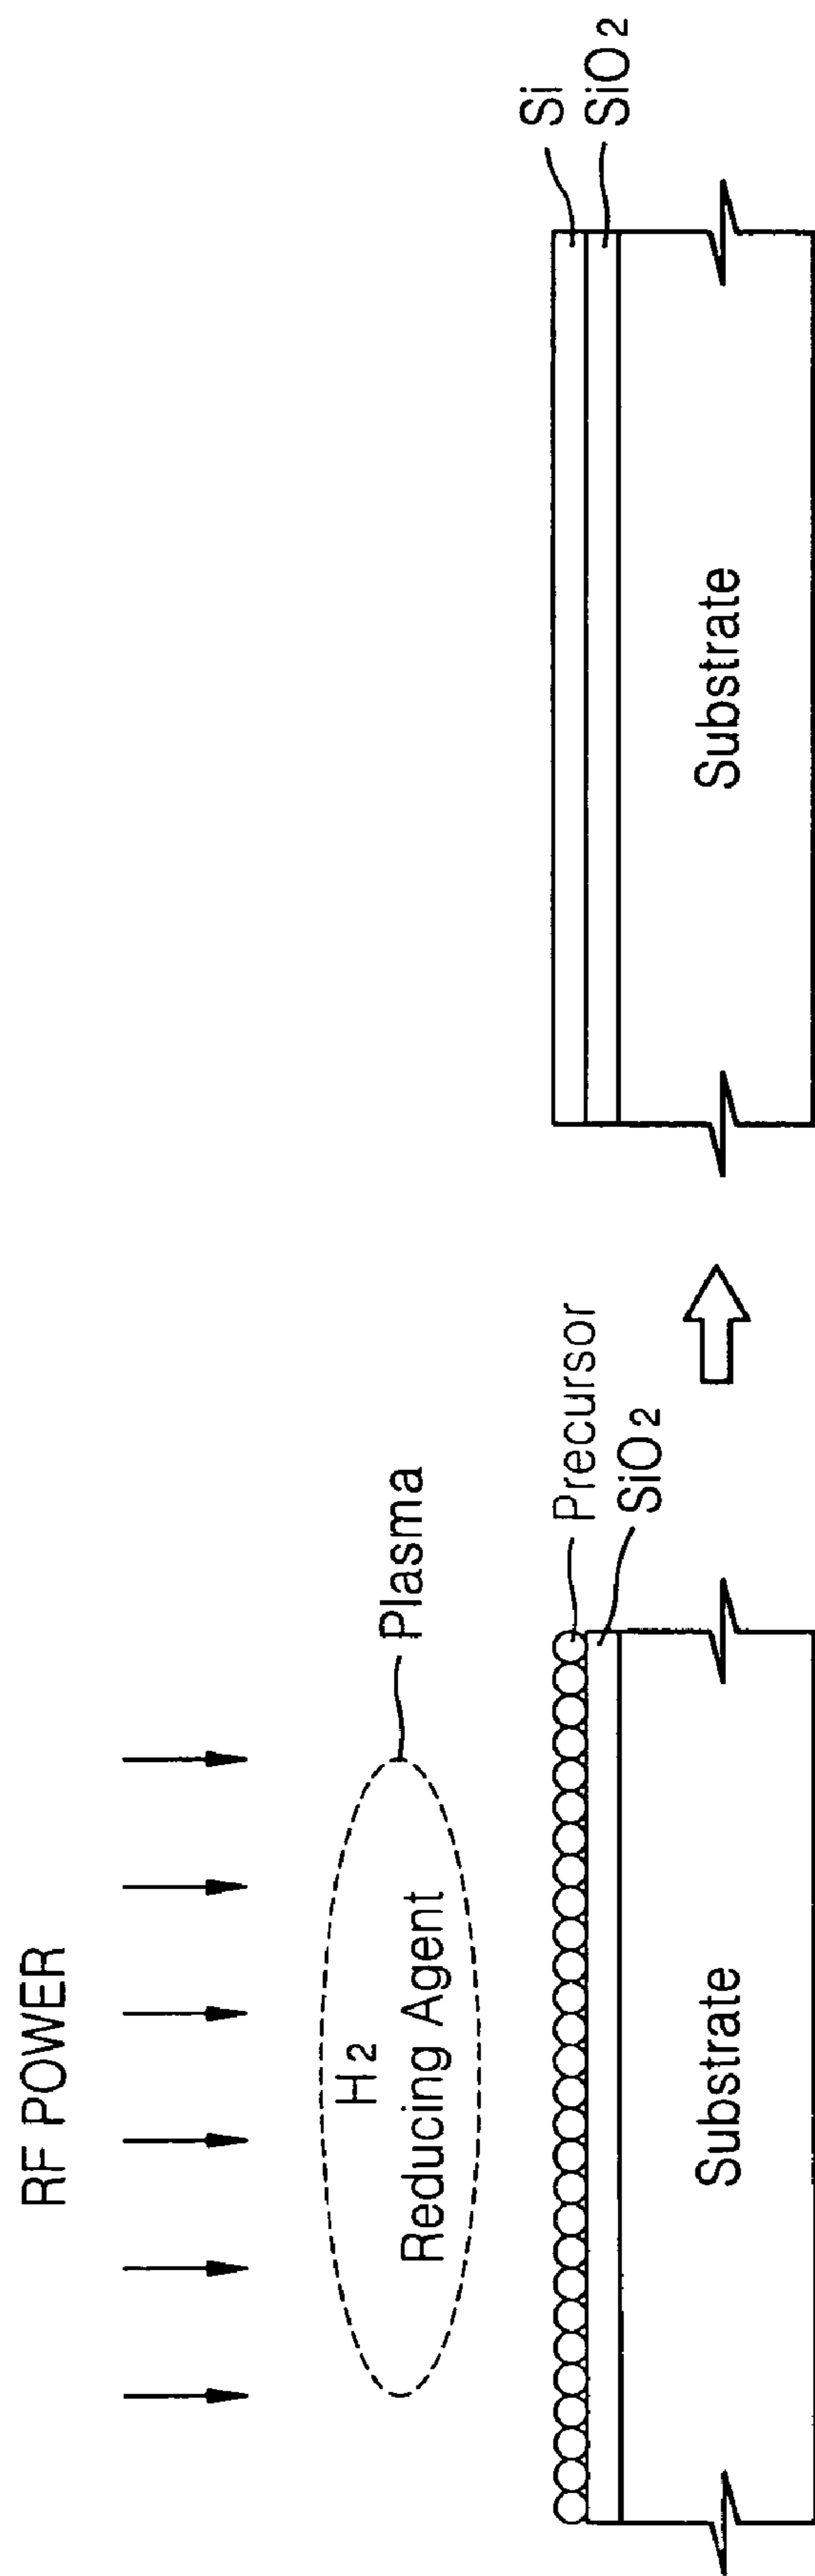 RF POWER
H2
Reducing Agent
Plasma
Precursor
SiO2
Substrate
Si
SiO2
Substrate